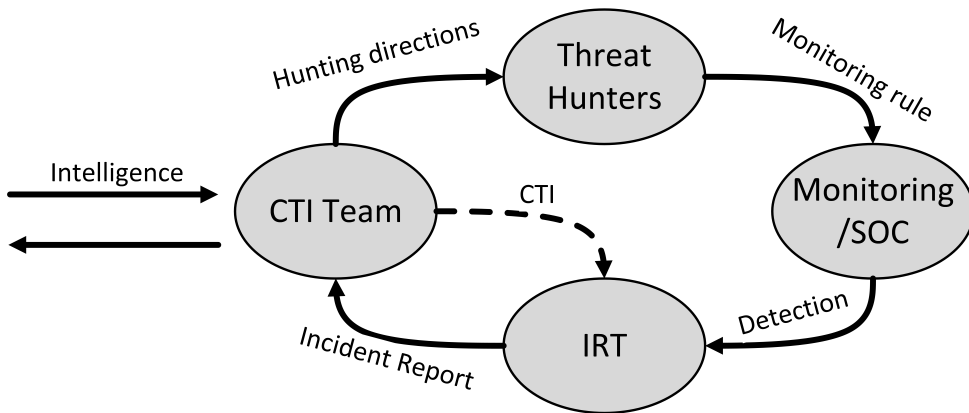 Hunting directions
Threat
Hunters
Monitoring rule
Intelligence
CTI Team
CTI
Monitoring
/SOC
Detection
IRT
Incident Report